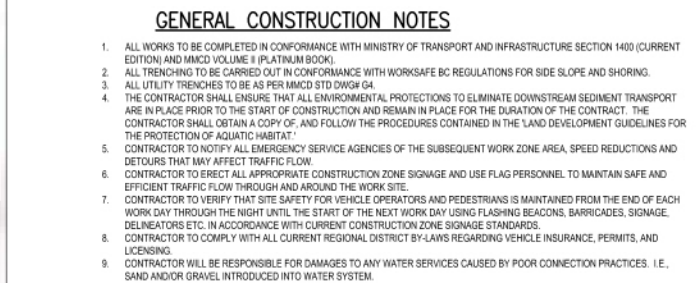 GENERAL CONSTRUCTION NOTES
1. ALL WORKS TO BE COMPLETED IN CONFORMANCE WITH MINISTRY OF TRANSPORT AND INFRASTRUCTURE SECTION 1400 (CURRENT
EDITION) AND MMCD VOLUME II (PLATINUM BOOK).
2. ALL TRENCHING TO BE CARRIED OUT IN CONFORMANCE WITH WORKSAFE BC REGULATIONS FOR SIDE SLOPE AND SHORING.
3. ALL UTILITY TRENCHES TO BE AS PER MMCD STD DWG# G4.
4. THE CONTRACTOR SHALL ENSURE THAT ALL ENVIRONMENTAL PROTECTIONS TO ELIMINATE DOWNSTREAM SEDIMENT TRANSPORT
ARE IN PLACE PRIOR TO THE START OF CONSTRUCTION AND REMAIN IN PLACE FOR THE DURATION OF THE CONTRACT. THE
CONTRACTOR SHALL OBTAIN A COPY OF, AND FOLLOW THE PROCEDURES CONTAINED IN THE 'LAND DEVELOPMENT GUIDELINES FOR
THE PROTECTION OF AQUATIC HABITAT.'
5. CONTRACTOR TO NOTIFY ALL EMERGENCY SERVICE AGENCIES OF THE SUBSEQUENT WORK ZONE AREA, SPEED REDUCTIONS AND
DETOURS THAT MAY AFFECT TRAFFIC FLOW.
6. CONTRACTOR TO ERECT ALL APPROPRIATE CONSTRUCTION ZONE SIGNAGE AND USE FLAG PERSONNEL TO MAINTAIN SAFE AND
EFFICIENT TRAFFIC FLOW THROUGH AND AROUND THE WORK SITE.
7. CONTRACTOR TO VERIFY THAT SITE SAFETY FOR VEHICLE OPERATORS AND PEDESTRIANS IS MAINTAINED FROM THE END OF EACH
WORK DAY THROUGH THE NIGHT UNTIL THE START OF THE NEXT WORK DAY USING FLASHING BEACONS, BARRICADES, SIGNAGE,
DELINEATORS ETC. IN ACCORDANCE WITH CURRENT CONSTRUCTION ZONE SIGNAGE STANDARDS.
8. CONTRACTOR TO COMPLY WITH ALL CURRENT REGIONAL DISTRICT BY-LAWS REGARDING VEHICLE INSURANCE, PERMITS, AND
LICENSING.
9. CONTRACTOR WILL BE RESPONSIBLE FOR DAMAGES TO ANY WATER SERVICES CAUSED BY POOR CONNECTION PRACTICES. I.E.,
SAND AND/OR GRAVEL INTRODUCED INTO WATER SYSTEM.